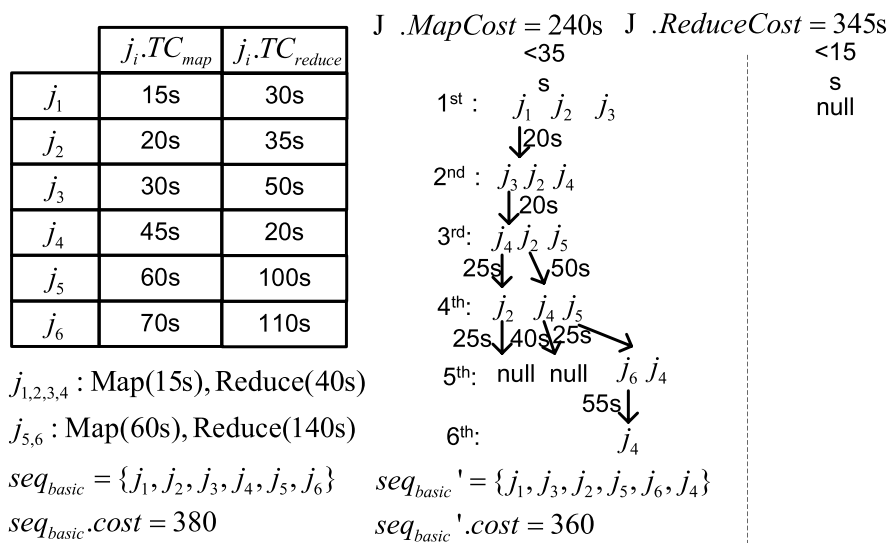 j_i.TC_map j_i.TC_reduce
j_1 15s 30s
j_2 20s 35s
j_3 30s 50s
j_4 45s 20s
j_5 60s 100s
j_6 70s 110s
j_1,2,3,4 : Map(15s), Reduce(40s)
j_5,6 : Map(60s), Reduce(140s)
seq_basic = {j_1, j_2, j_3, j_4, j_5, j_6}
seq_basic.cost = 380
J .MapCost = 240s
<35
s
1st : j_1 j_2 j_3
20s
2nd : j_3 j_2 j_4
20s
3rd: j_4 j_2 j_5
25s 50s
4th: j_2 j_4 j_5
25s 40s 25s
5th: null null j_6 j_4
55s
6th: j_4
seq_basic' = {j_1, j_3, j_2, j_5, j_6, j_4}
seq_basic'.cost = 360
J .ReduceCost = 345s
<15
s
null